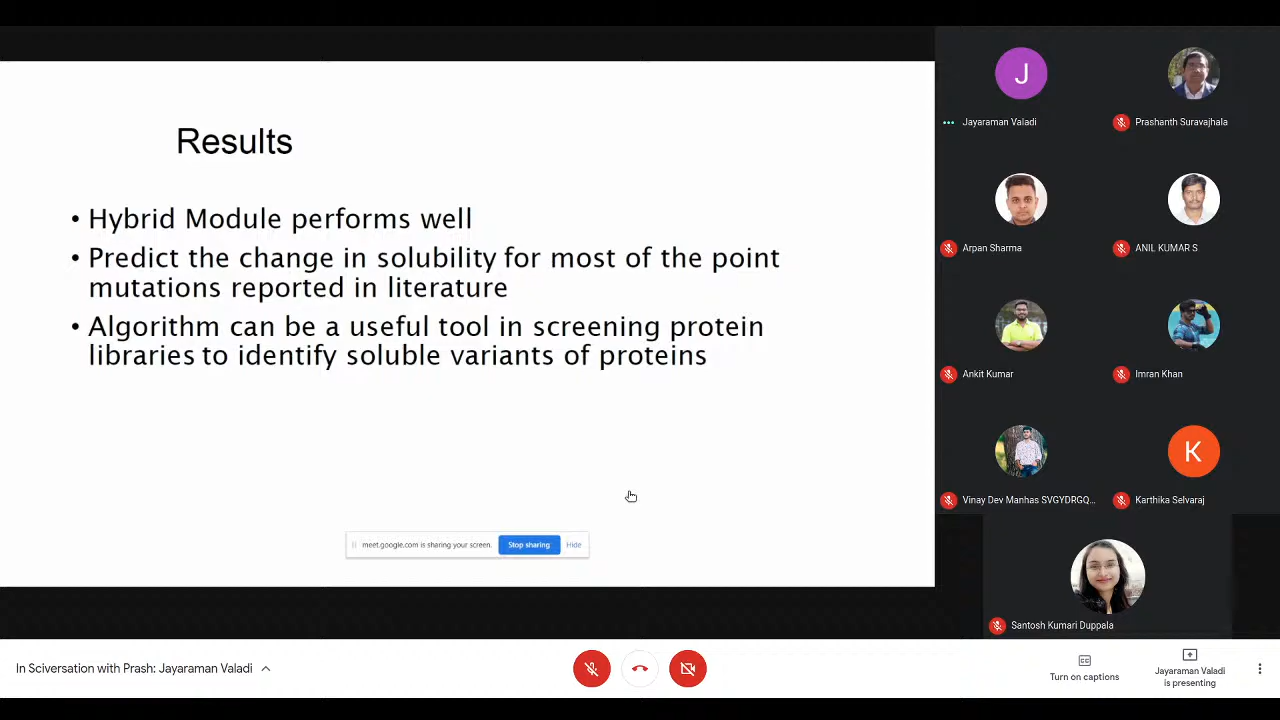 Results
• Hybrid Module performs well
• Predict the change in solubility for most of the point
mutations reported in literature
• Algorithm can be a useful tool in screening protein
libraries to identify soluble variants of proteins
meet.google.com is sharing your screen.
Stop sharing
Hide
J
Jayaraman Valadi
Prashanth Suravajhala
Arpan Sharma
ANIL KUMAR S
Ankit Kumar
Imran Khan
Vinay Dev Manhas SVGYDRGQ...
K
Karthika Selvaraj
Santosh Kumari Duppala
In Sciversation with Prash: Jayaraman Valadi
CC
Turn on captions
Jayaraman Valadi
is presenting